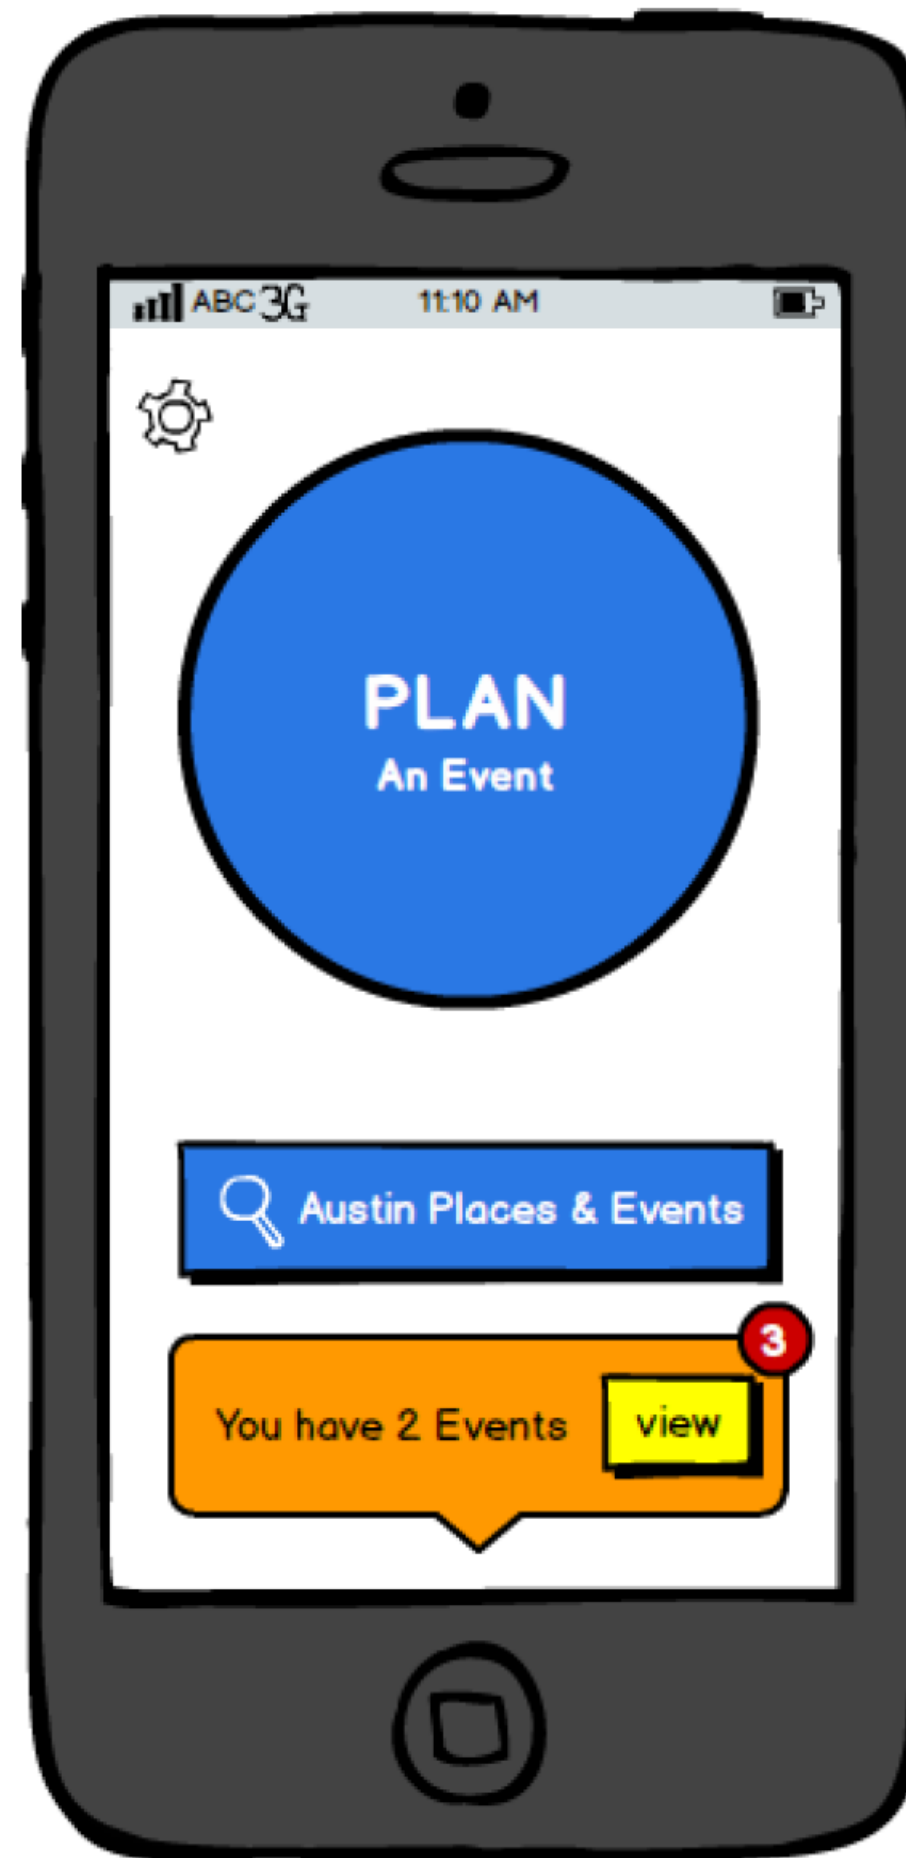 ABC 3G 11:10 AM
PLAN
An Event
Austin Places & Events
3
You have 2 Events view